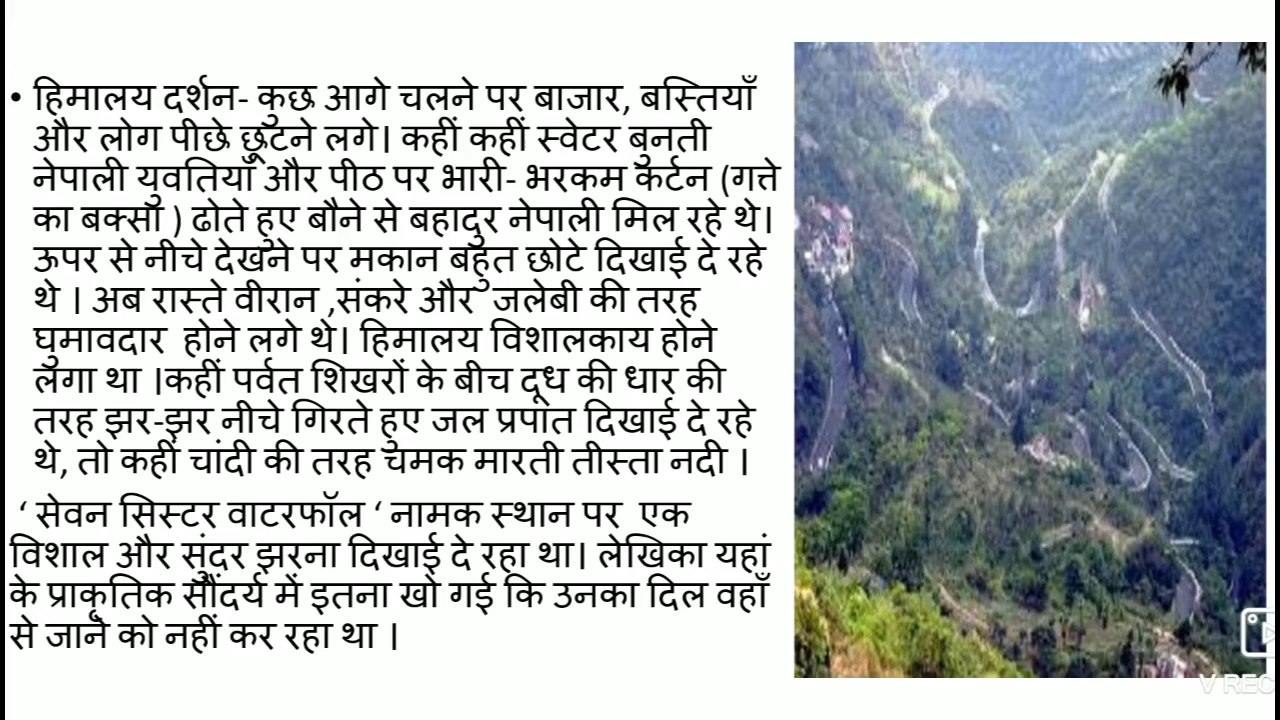 • हिमालय दर्शन- कुछ आगे चलने पर बाजार, बस्तियाँ
और लोग पीछे छूटने लगे। कहीं कहीं स्वेटर बुनती
नेपाली युवतियाँ और पीठ पर भारी- भरकम कर्टन (गत्ते
का बक्सा ) ढोते हुए बौने से बहादुर नेपाली मिल रहे थे।
ऊपर से नीचे देखने पर मकान बहुत छोटे दिखाई दे रहे
थे । अब रास्ते वीरान ,संकरे और जलेबी की तरह
घुमावदार होने लगे थे। हिमालय विशालकाय होने
लगा था ।कहीं पर्वत शिखरों के बीच दूध की धार की
तरह झर-झर नीचे गिरते हुए जल प्रपात दिखाई दे रहे
थे, तो कहीं चांदी की तरह चमक मारती तीस्ता नदी ।
‘ सेवन सिस्टर वाटरफॉल ‘ नामक स्थान पर एक
विशाल और सुंदर झरना दिखाई दे रहा था। लेखिका यहां
के प्राकृतिक सौंदर्य में इतना खो गई कि उनका दिल वहाँ
से जाने को नहीं कर रहा था ।
V REC